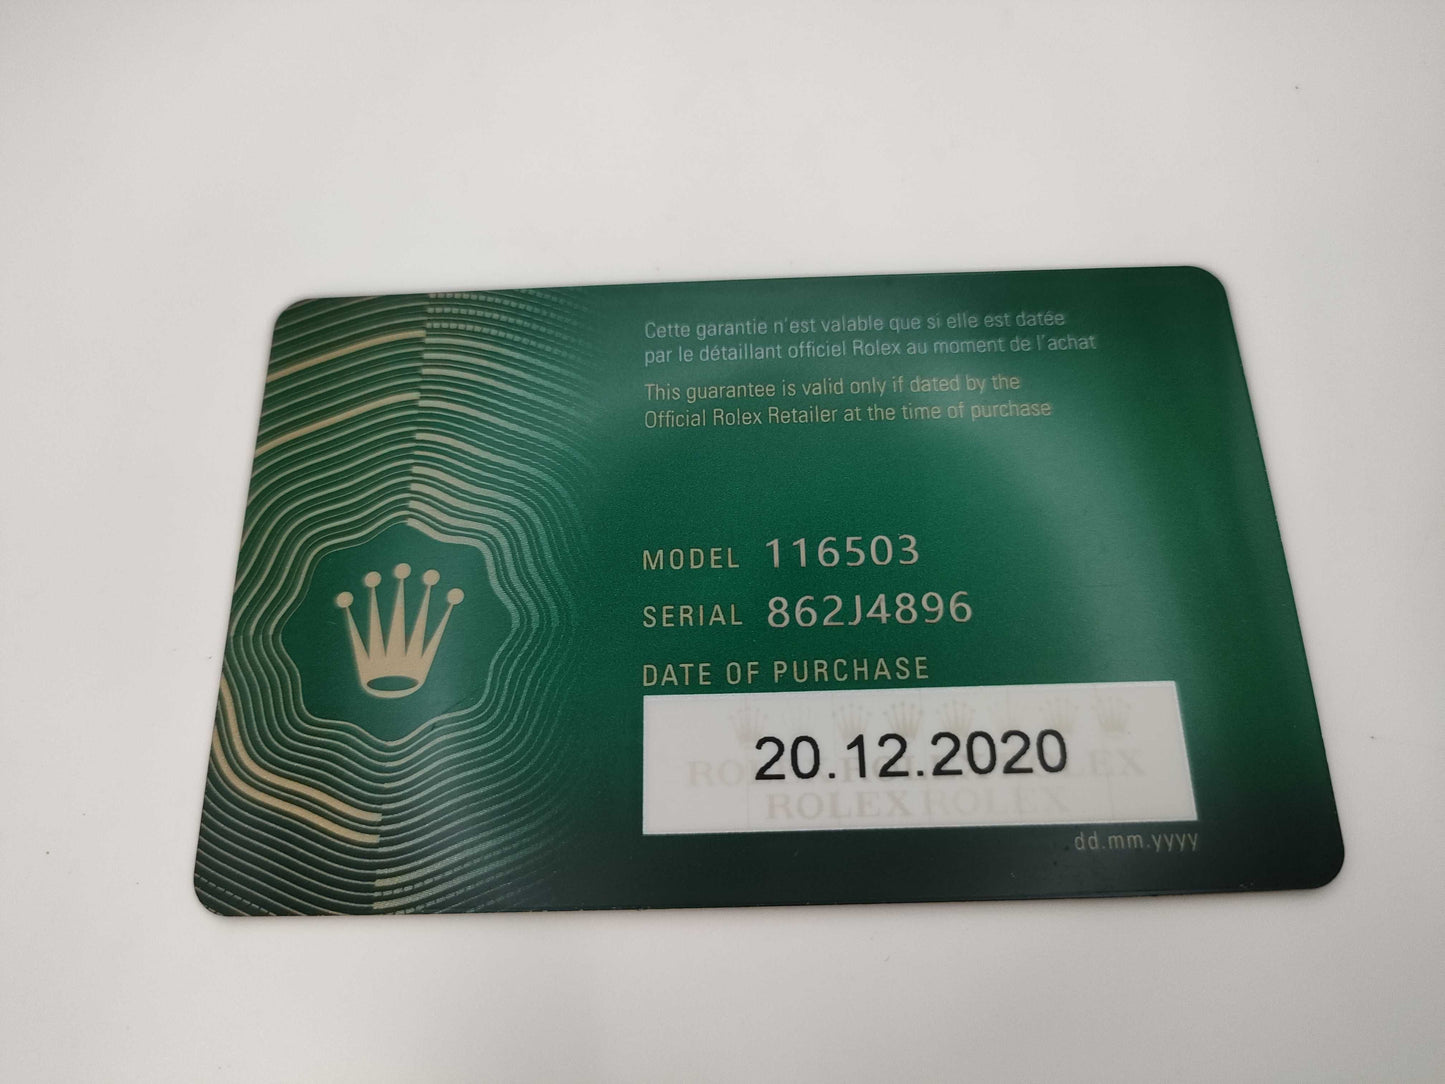 Cette garantie n'est valable que si elle est datée
par le détaillant officiel Rolex au moment de l'achat
This guarantee is valid only if dated by the
Official Rolex Retailer at the time of purchase
MODEL 116503
SERIAL 862J4896
DATE OF PURCHASE
20.12.2020
ROLEX ROLEX
dd.mm.yyyy